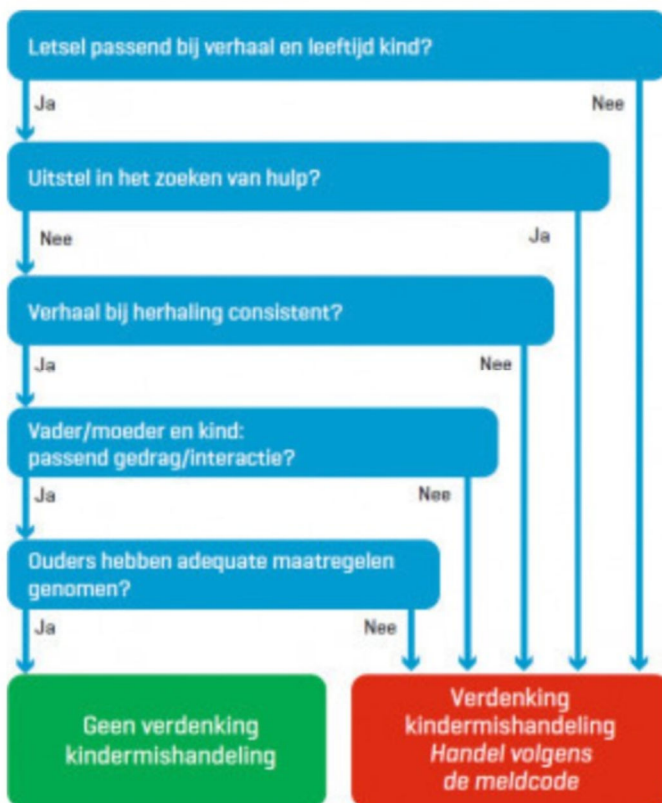 Letsel passend bij verhaal en leeftijd kind?
Ja
Nee
Uitstel in het zoeken van hulp?
Nee
Ja
Verhaal bij herhaling consistent?
Ja
Nee
Vader/moeder en kind:
passend gedrag/interactie?
Ja
Nee
Ouders hebben adequate maatregelen
genomen?
Ja
Nee
Geen verdenking
kindermishandeling
Verdenking
kindermishandeling
Handel volgens
de meldcode